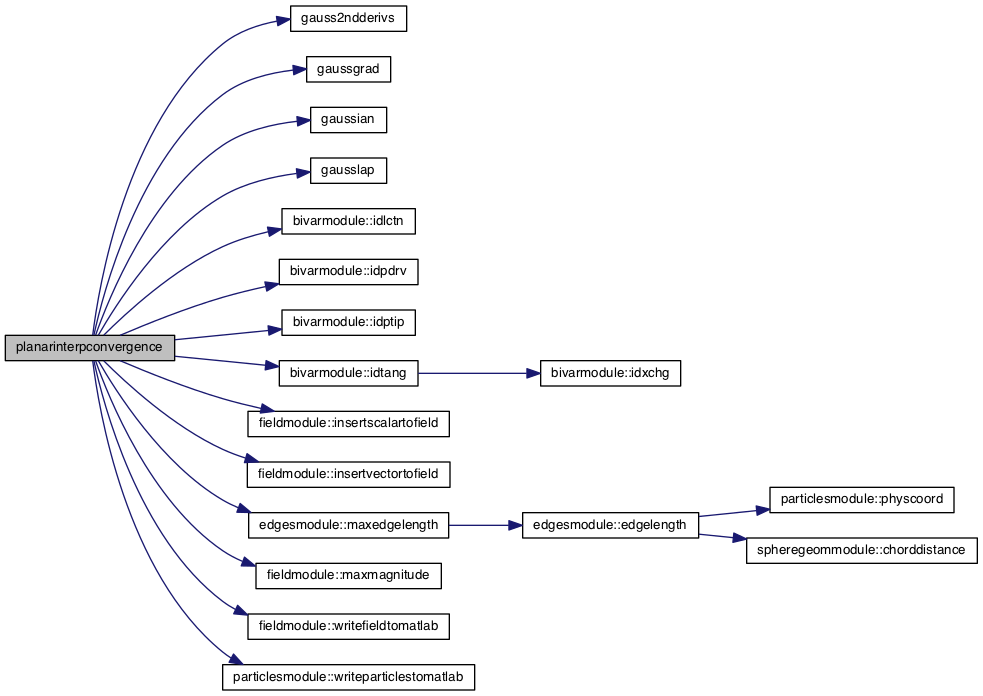 gauss2ndderivs
gaussgrad
gaussian
gausslap
bivarmodule::idlctn
bivarmodule::idpdrv
bivarmodule::idptip
planarinterpconvergence
bivarmodule::idtang
bivarmodule::idxchg
fieldmodule::insertscalartofield
fieldmodule::insertvectortofield
particlesmodule::physcoord
edgesmodule::maxedgelength
edgesmodule::edgelength
spheregeommodule::chorddistance
fieldmodule::maxmagnitude
fieldmodule::writefieldtomatlab
particlesmodule::writeparticlestomatlab